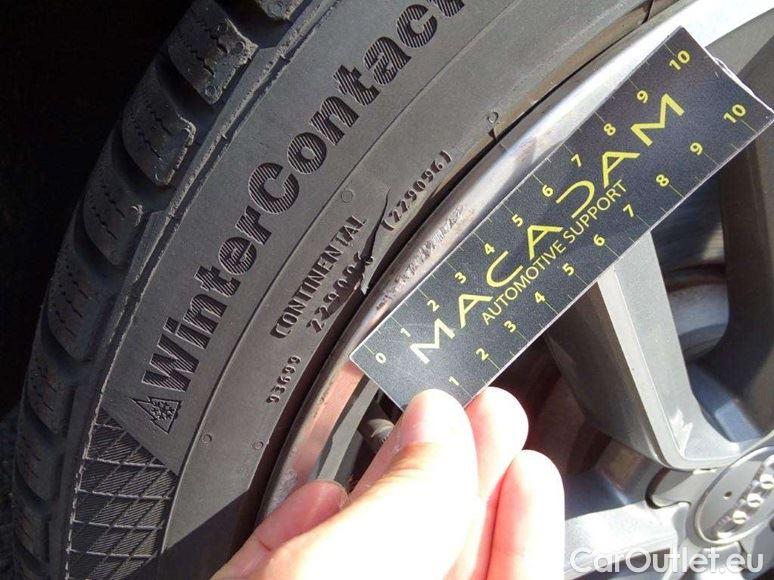 WinterContact
CONTINENTAL
229096 (229096)
93699
0 1 2 3 4 5 6 7 8 9 10
MACADAM
AUTOMOTIVE SUPPORT
1 2 3 4 5 6 7 8 9 10
CarOutlet.eu